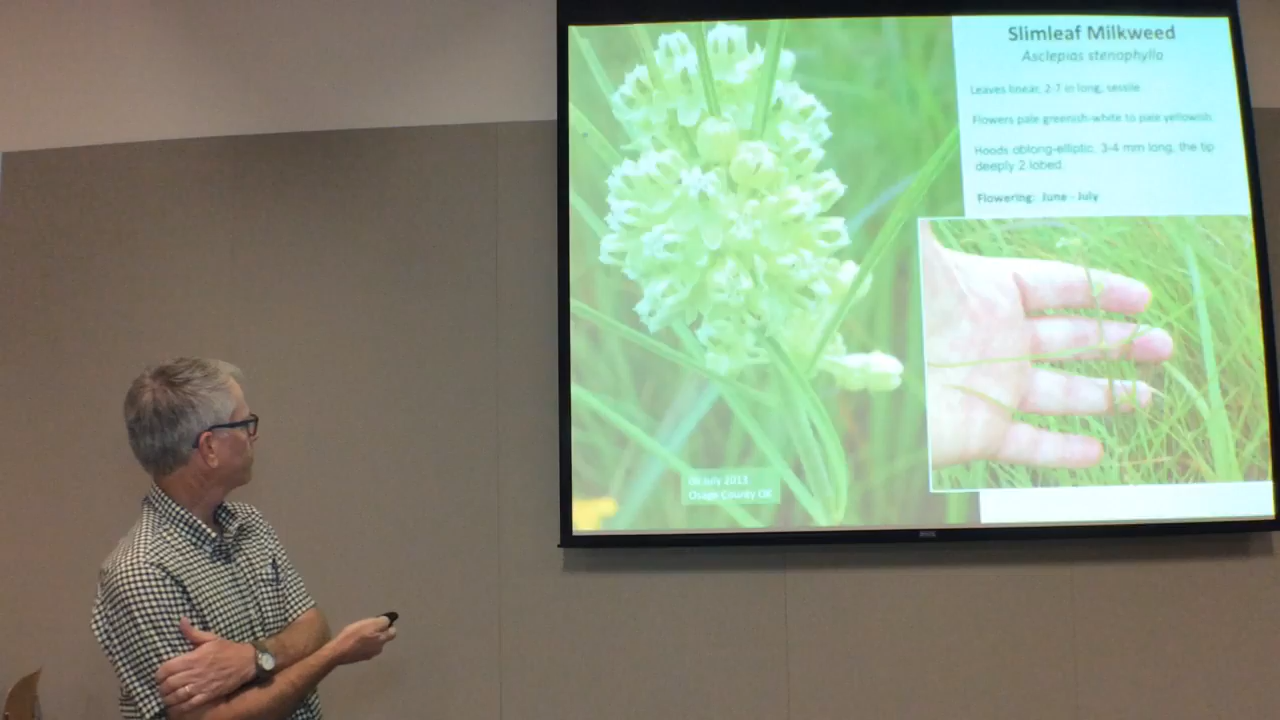 Slimleaf Milkweed
Asclepias stenophylla
Leaves linear, 2-7 in long, sessile
Flowers pale greenish-white to pale yellowish
Hoods oblong-elliptic, 3-4 mm long, the tip
deeply 2 lobed.
Flowering: June - July
July 2013
Osage County OK